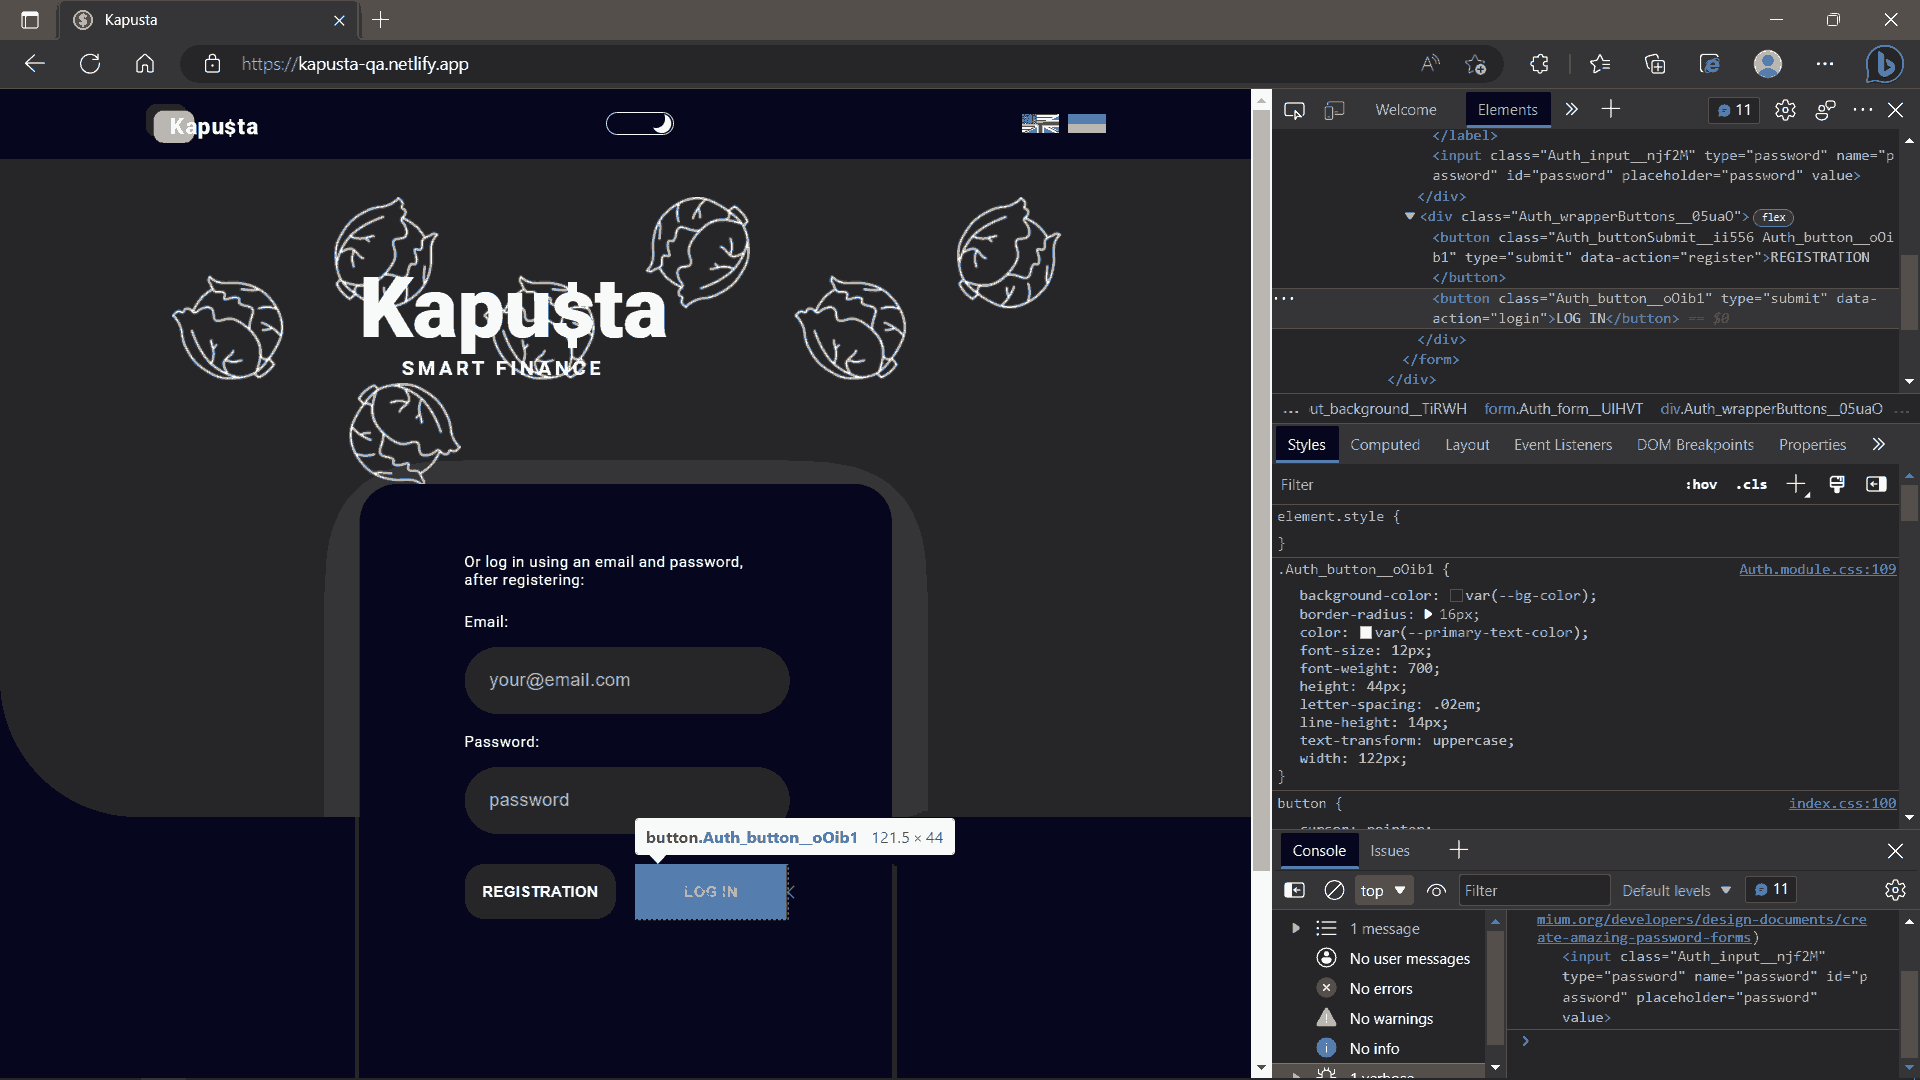 Kapusta
https://kapusta-qa.netlify.app
Kapu$ta
Kapu$ta
SMART FINANCE
Or log in using an email and password,
after registering:
Email:
your@email.com
Password:
password
button.Auth_button__oOib1 121.5 × 44
REGISTRATION
LOG IN
Welcome
Elements
11
</label>
<input class="Auth_input__njf2M" type="password" name="p
assword" id="password" placeholder="password" value>
</div>
<div class="Auth_wrapperButtons__05uaO"> flex
<button class="Auth_buttonSubmit__ii556 Auth_button__oOi
b1" type="submit" data-action="register">REGISTRATION
</button>
<button class="Auth_button__oOib1" type="submit" data-
action="login">LOG IN</button> == $0
</div>
</form>
</div>
... ut_background__TiRWH form.Auth_form__UIHVT div.Auth_wrapperButtons__05uaO ...
Styles Computed Layout Event Listeners DOM Breakpoints Properties
Filter
:hov .cls
element.style {
}
.Auth_button__oOib1 {
Auth.module.css:109
background-color: var(--bg-color);
border-radius: 16px;
color: var(--primary-text-color);
font-size: 12px;
font-weight: 700;
height: 44px;
letter-spacing: .02em;
line-height: 14px;
text-transform: uppercase;
width: 122px;
}
button {
index.css:100
Console Issues
top
Filter
Default levels
11
1 message
No user messages
No errors
No warnings
No info
mium.org/developers/design-documents/cre
ate-amazing-password-forms)
<input class="Auth_input__njf2M"
type="password" name="password" id="p
assword" placeholder="password"
value>